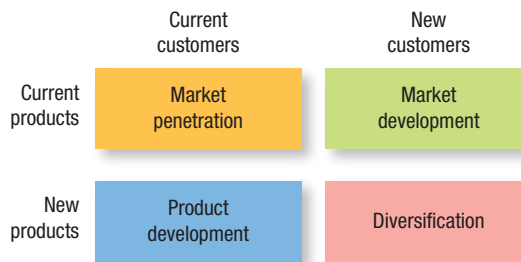 Current
customers
New
customers
Current
products
Market
penetration
Market
development
New
products
Product
development
Diversification